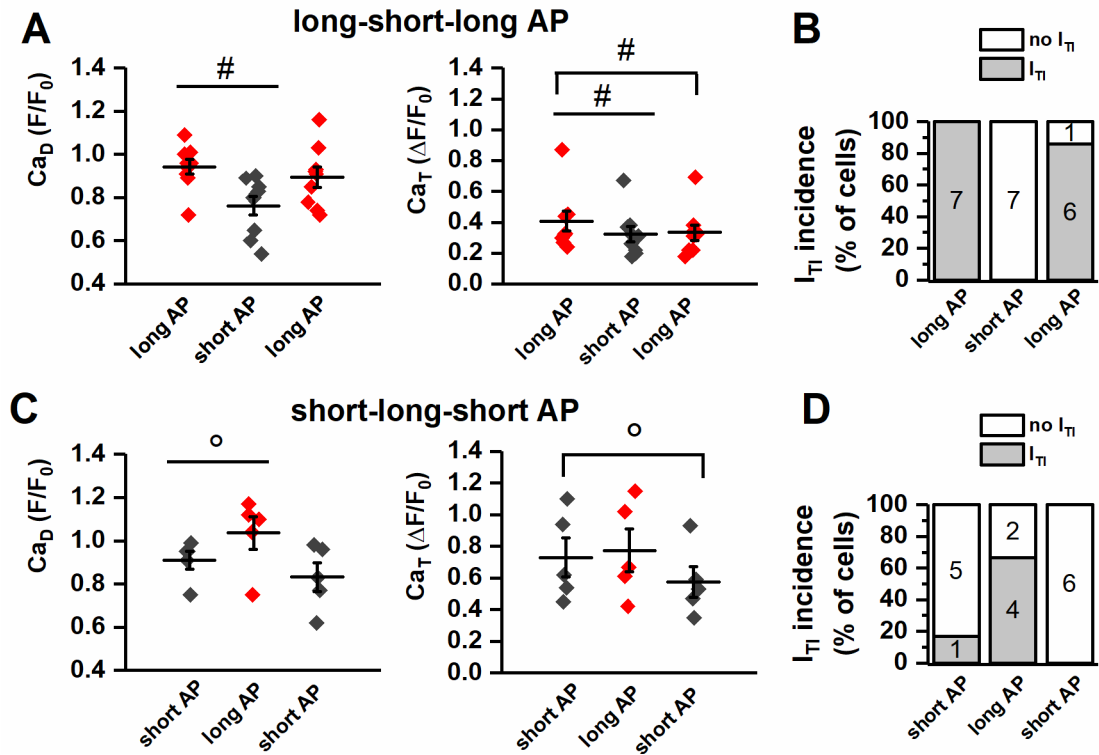 A
long-short-long AP
CaD (F/F0)
1.4
1.2
1.0
0.8
0.6
0.4
#
long AP
short AP
long AP
CaT (ΔF/F0)
1.4
1.2
1.0
0.8
0.6
0.4
0.2
0.0
#
#
long AP
short AP
long AP
B
no ITI
ITI
ITI incidence
(% of cells)
100
80
60
40
20
0
7
7
1
6
long AP
short AP
long AP
C
short-long-short AP
CaD (F/F0)
1.4
1.2
1.0
0.8
0.6
0.4
°
short AP
long AP
short AP
CaT (ΔF/F0)
1.4
1.2
1.0
0.8
0.6
0.4
0.2
0.0
°
short AP
long AP
short AP
D
no ITI
ITI
ITI incidence
(% of cells)
100
80
60
40
20
0
5
1
2
4
6
short AP
long AP
short AP